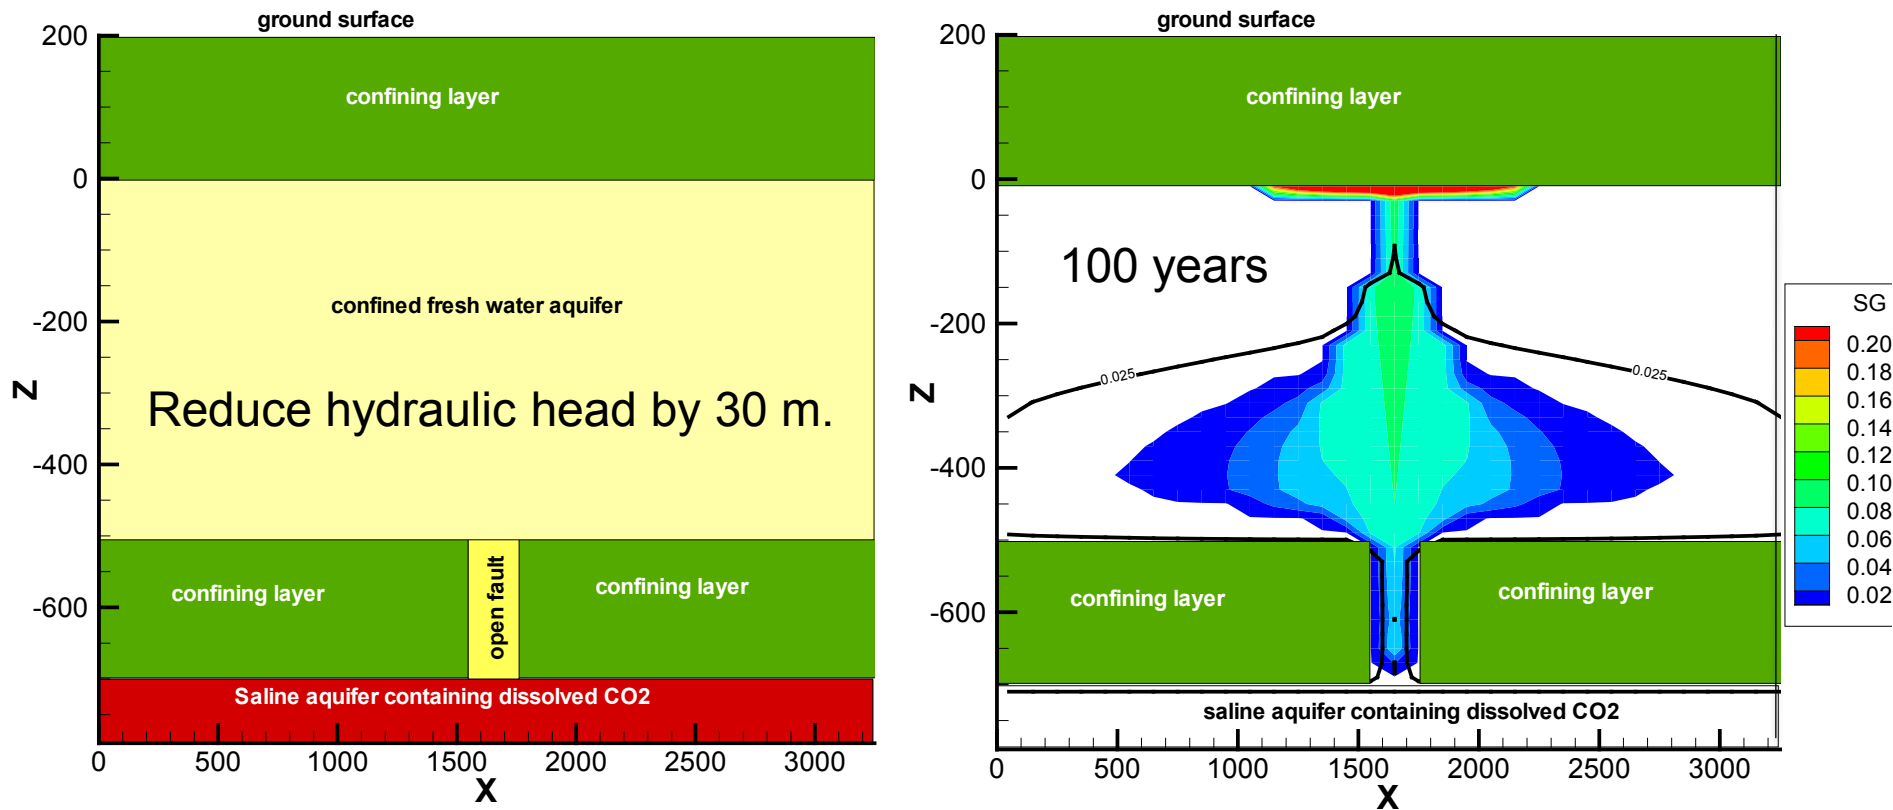 ground surface
200
confining layer
0
confined fresh water aquifer
-200
Z
Reduce hydraulic head by 30 m.
-400
confining layer
open fault
confining layer
-600
Saline aquifer containing dissolved CO2
0 500 1000 1500 2000 2500 3000
X
ground surface
200
confining layer
0
100 years
-200
0.025
0.025
Z
-400
confining layer
confining layer
-600
saline aquifer containing dissolved CO2
0 500 1000 1500 2000 2500 3000
X
SG
0.20
0.18
0.16
0.14
0.12
0.10
0.08
0.06
0.04
0.02